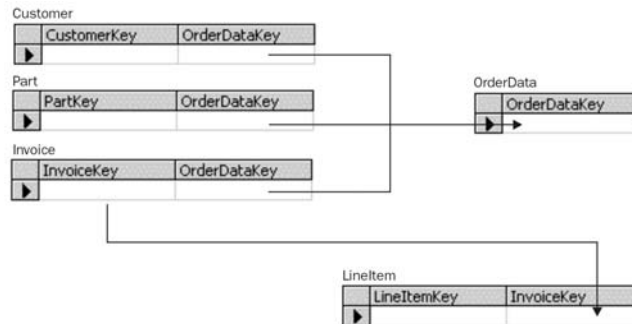 Customer
CustomerKey OrderDataKey
Part
PartKey OrderDataKey
OrderData
OrderDataKey
Invoice
InvoiceKey OrderDataKey
LineItem
LineItemKey InvoiceKey